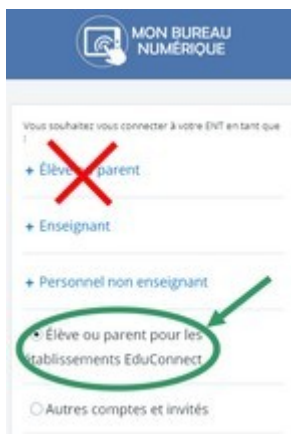 MON BUREAU
NUMÉRIQUE
Vous souhaitez vous connecter à votre ENT en tant que
:
+ Élève ou parent
+ Enseignant
+ Personnel non enseignant
Élève ou parent pour les
établissements EduConnect
Autres comptes et invités